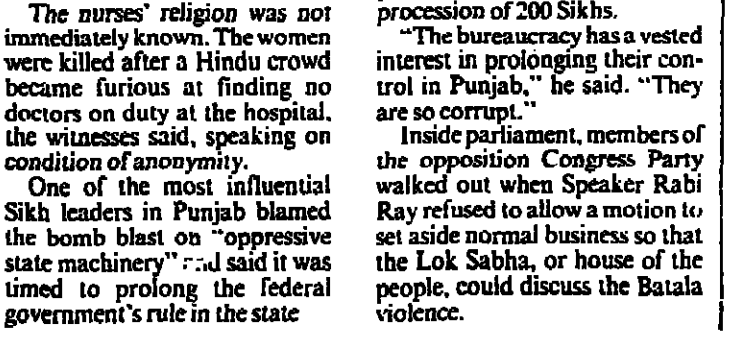 The nurses' religion was not
immediately known. The women
were killed after a Hindu crowd
became furious at finding no
doctors on duty at the hospital,
the witnesses said, speaking on
condition of anonymity.
One of the most influential
Sikh leaders in Punjab blamed
the bomb blast on "oppressive
state machinery" and said it was
timed to prolong the federal
government's rule in the state
procession of 200 Sikhs.
"The bureaucracy has a vested
interest in prolonging their con-
trol in Punjab," he said. "They
are so corrupt."
Inside parliament, members of
the opposition Congress Party
walked out when Speaker Rabi
Ray refused to allow a motion to
set aside normal business so that
the Lok Sabha, or house of the
people, could discuss the Batala
violence.